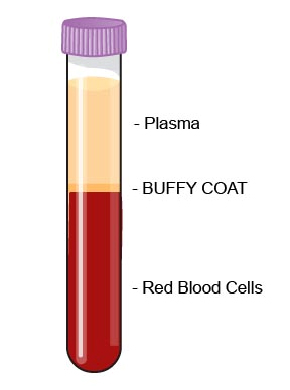 - Plasma
- BUFFY COAT
- Red Blood Cells